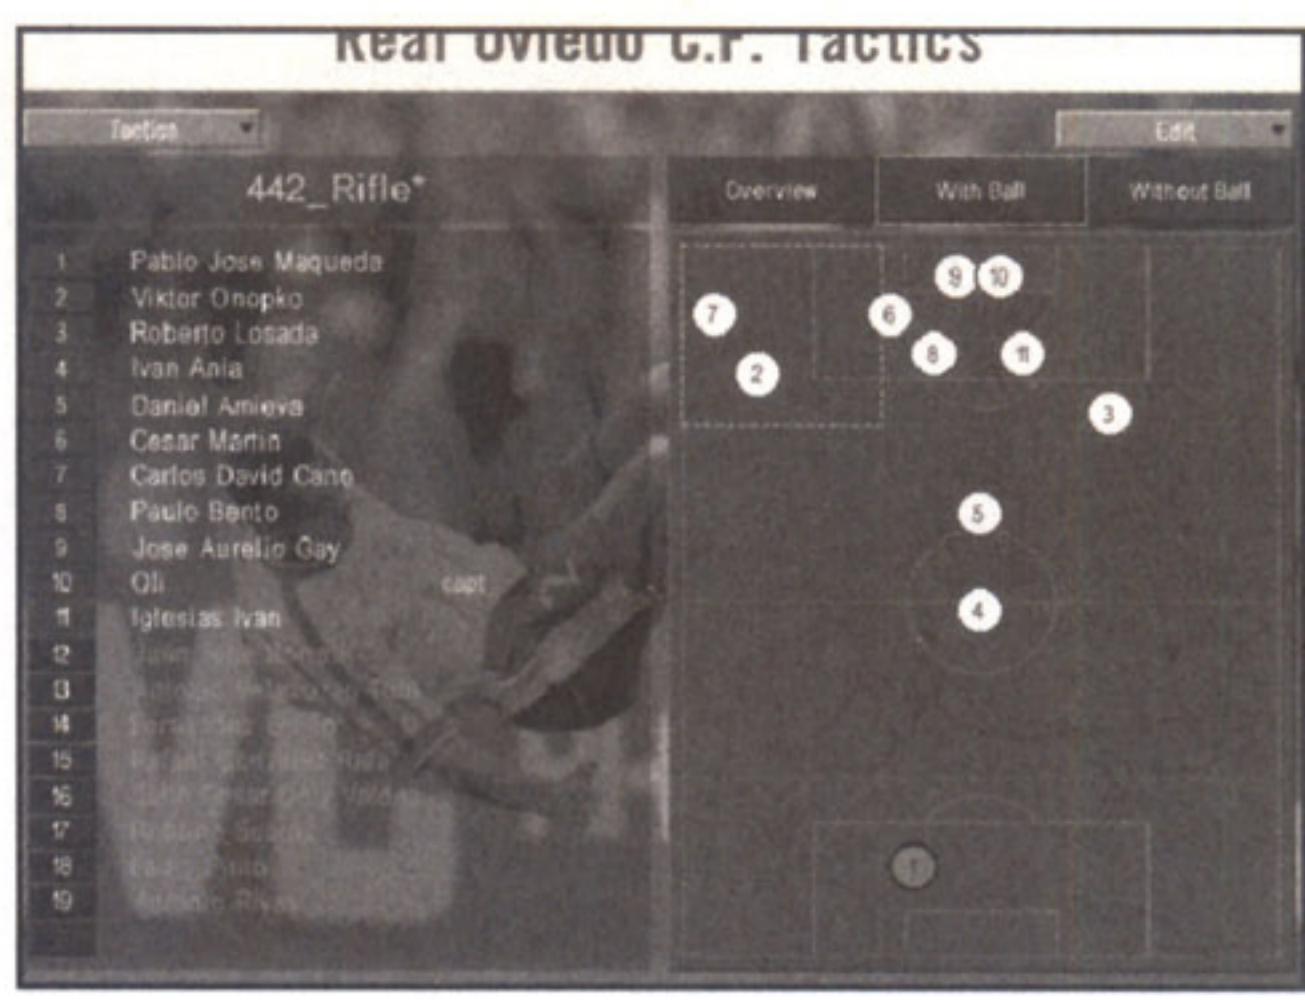 Real Oviedo C.F. Tactics
Tactics
Edit
442_Rifle*
Overview
With Ball
Without Ball
1 Pablo Jose Maqueda
2 Viktor Onopko
3 Roberto Losada
4 Ivan Ania
5 Daniel Amieva
6 Cesar Martin
7 Carlos David Cano
8 Paulo Bento
9 Jose Aurelio Gay
10 Oli capt
11 Iglesias Ivan
12
13
14
15
16
17
18
19
9 10
7
6
8 11
2
3
5
4
1